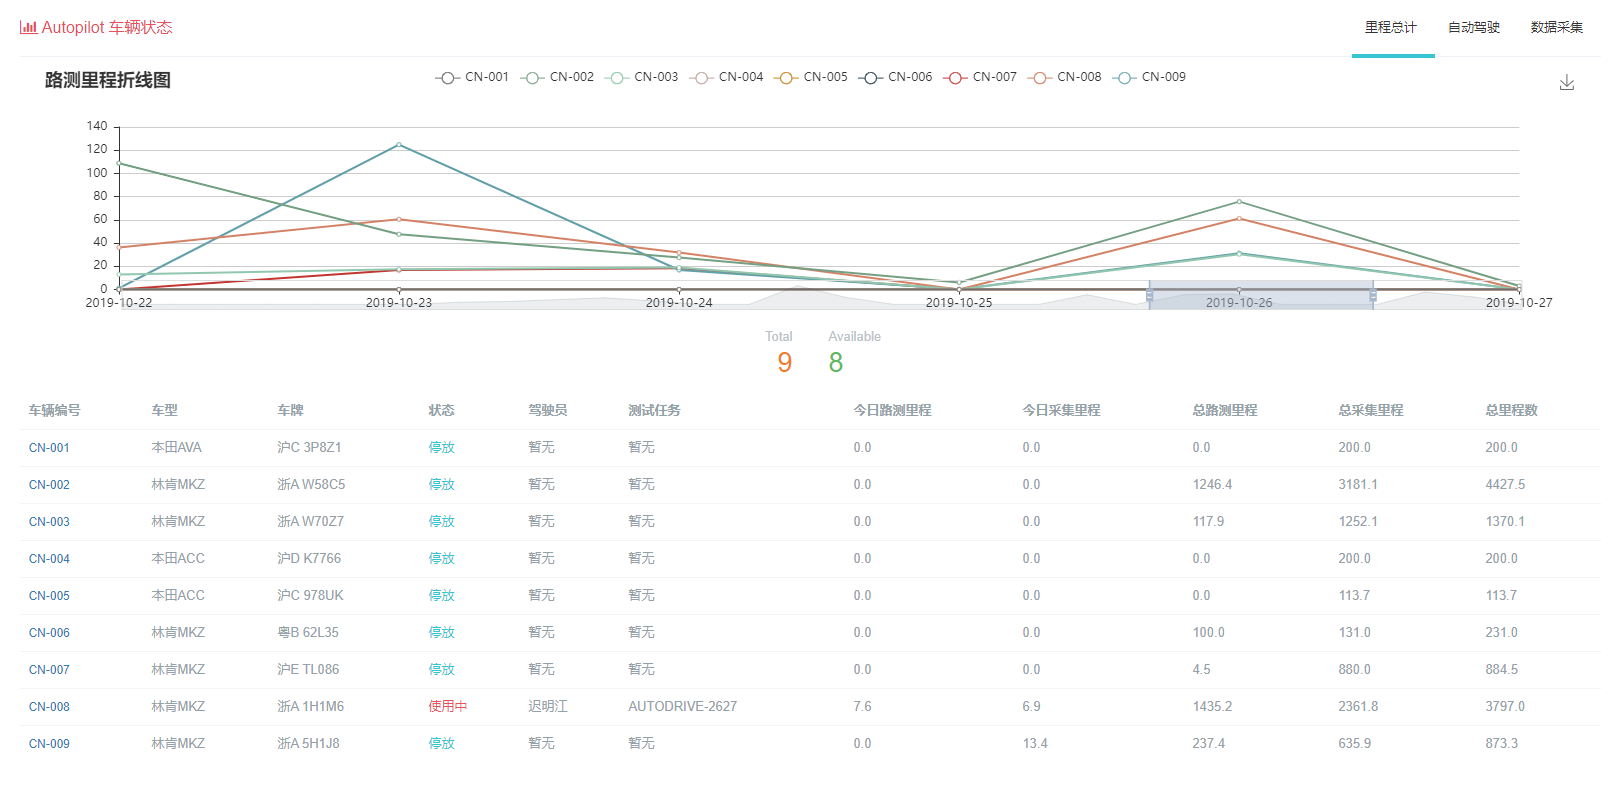 Autopilot 车辆状态
里程总计 自动驾驶 数据采集
路测里程折线图
CN-001 CN-002 CN-003 CN-004 CN-005 CN-006 CN-007 CN-008 CN-009
140
120
100
80
60
40
20
0
2019-10-22 2019-10-23 2019-10-24 2019-10-25 2019-10-26 2019-10-27
Total Available
9 8
车辆编号 车型 车牌 状态 驾驶员 测试任务 今日路测里程 今日采集里程 总路测里程 总采集里程 总里程数
CN-001 本田AVA 沪C 3P8Z1 停放 暂无 暂无 0.0 0.0 0.0 200.0 200.0
CN-002 林肯MKZ 浙A W58C5 停放 暂无 暂无 0.0 0.0 1246.4 3181.1 4427.5
CN-003 林肯MKZ 浙A W70Z7 停放 暂无 暂无 0.0 0.0 117.9 1252.1 1370.1
CN-004 本田ACC 沪D K7766 停放 暂无 暂无 0.0 0.0 0.0 200.0 200.0
CN-005 本田ACC 沪C 978UK 停放 暂无 暂无 0.0 0.0 0.0 113.7 113.7
CN-006 林肯MKZ 粤B 62L35 停放 暂无 暂无 0.0 0.0 100.0 131.0 231.0
CN-007 林肯MKZ 沪E TL086 停放 暂无 暂无 0.0 0.0 4.5 880.0 884.5
CN-008 林肯MKZ 浙A 1H1M6 使用中 迟明江 AUTODRIVE-2627 7.6 6.9 1435.2 2361.8 3797.0
CN-009 林肯MKZ 浙A 5H1J8 停放 暂无 暂无 0.0 13.4 237.4 635.9 873.3